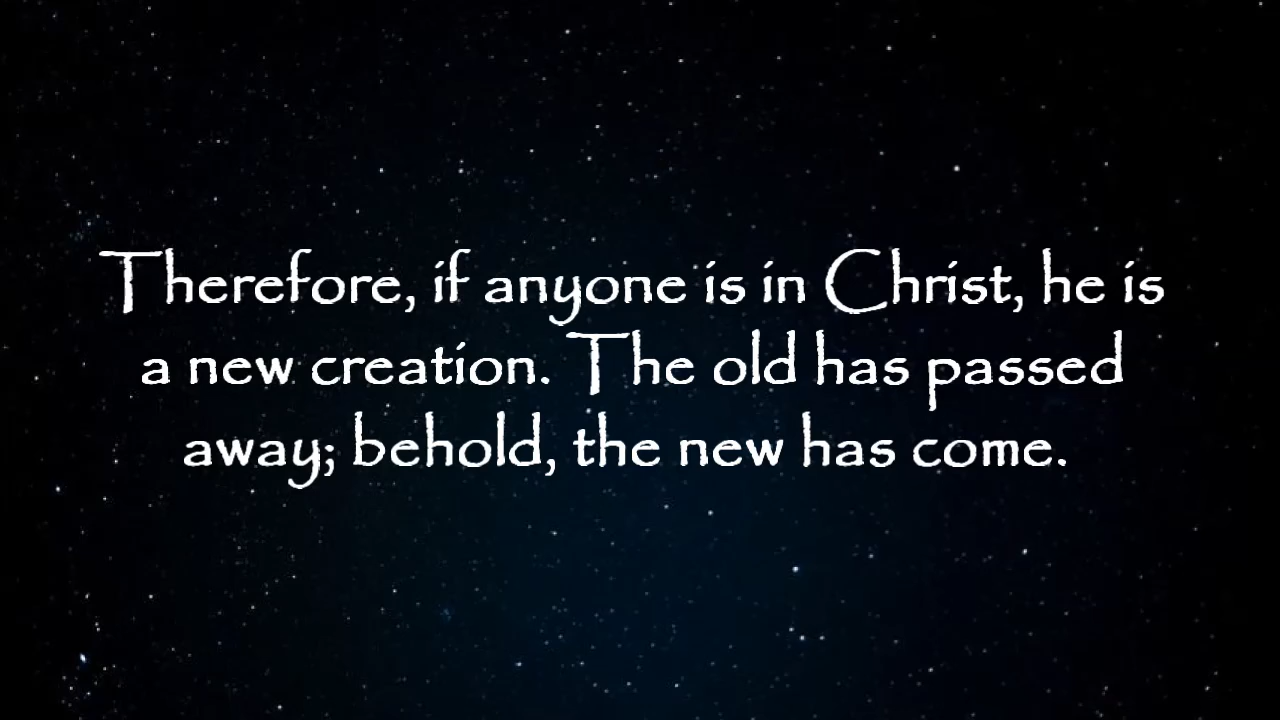 Therefore, if anyone is in Christ, he is
a new creation. The old has passed
away; behold, the new has come.